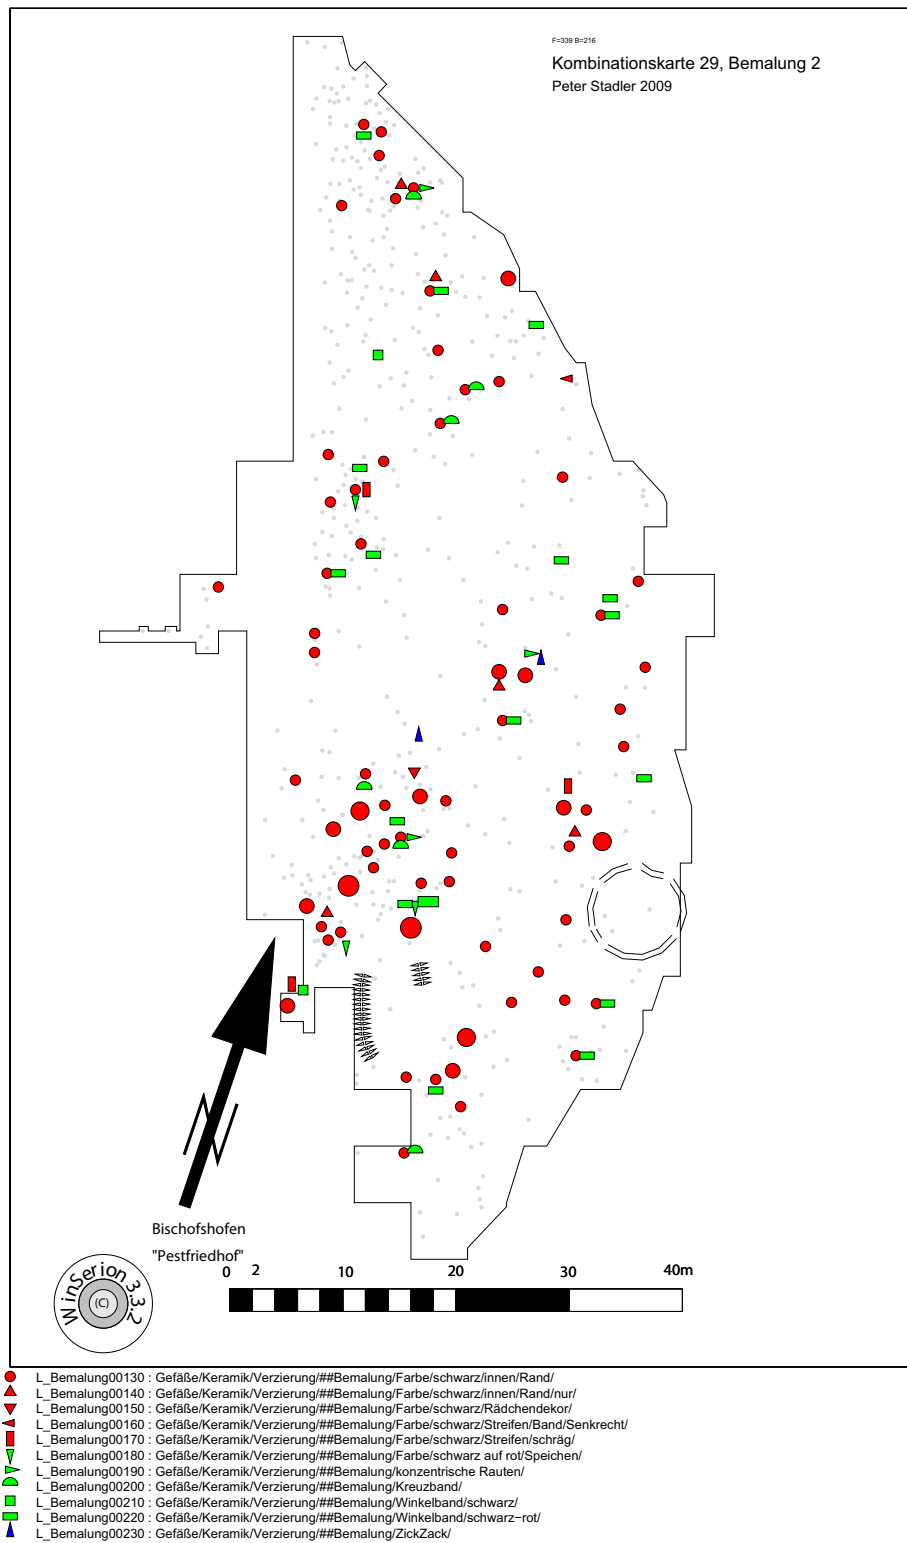 F=339 B=216
Kombinationskarte 29, Bemalung 2
Peter Stadler 2009
Bischofshofen
"Pestfriedhof"
WinSerion 3.3.2
(C)
0 2 10 20 30 40m
L_Bemalung00130 : Gefäße/Keramik/Verzierung/##Bemalung/Farbe/schwarz/innen/Rand/
L_Bemalung00140 : Gefäße/Keramik/Verzierung/##Bemalung/Farbe/schwarz/innen/Rand/nur/
L_Bemalung00150 : Gefäße/Keramik/Verzierung/##Bemalung/Farbe/schwarz/Rädchendekor/
L_Bemalung00160 : Gefäße/Keramik/Verzierung/##Bemalung/Farbe/schwarz/Streifen/Band/Senkrecht/
L_Bemalung00170 : Gefäße/Keramik/Verzierung/##Bemalung/Farbe/schwarz/Streifen/schräg/
L_Bemalung00180 : Gefäße/Keramik/Verzierung/##Bemalung/Farbe/schwarz auf rot/Speichen/
L_Bemalung00190 : Gefäße/Keramik/Verzierung/##Bemalung/konzentrische Rauten/
L_Bemalung00200 : Gefäße/Keramik/Verzierung/##Bemalung/Kreuzband/
L_Bemalung00210 : Gefäße/Keramik/Verzierung/##Bemalung/Winkelband/schwarz/
L_Bemalung00220 : Gefäße/Keramik/Verzierung/##Bemalung/Winkelband/schwarz−rot/
L_Bemalung00230 : Gefäße/Keramik/Verzierung/##Bemalung/ZickZack/